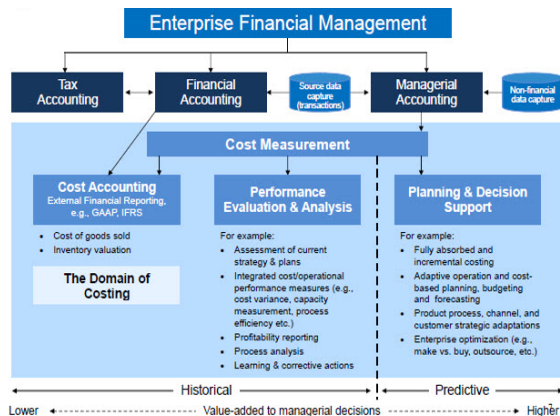 Enterprise Financial Management
Tax
Accounting
Financial
Accounting
Source data
capture
(transactions)
Managerial
Accounting
Non-financial
data capture
Cost Measurement
Cost Accounting
External Financial Reporting,
e.g., GAAP, IFRS
• Cost of goods sold
• Inventory valuation
The Domain of
Costing
Performance
Evaluation & Analysis
For example:
• Assessment of current
strategy & plans
• Integrated cost/operational
performance measures (e.g.,
cost variance, capacity
measurement, process
efficiency etc.)
• Profitability reporting
• Process analysis
• Learning & corrective actions
Planning & Decision
Support
For example:
• Fully absorbed and
incremental costing
• Adaptive operation and cost-
based planning, budgeting
and forecasting
• Product process, channel, and
customer strategic adaptations
• Enterprise optimization (e.g.,
make vs. buy, outsource, etc.)
Historical
Predictive
Lower
Value-added to managerial decisions
Higher